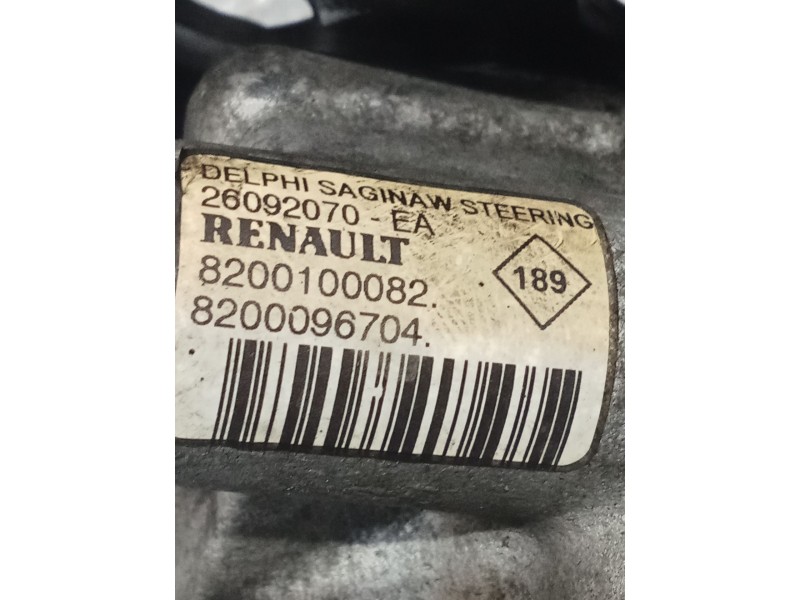 DELPHI SAGINAW STEERING
26092070-EA
RENAULT
189
8200100082.
8200096704.